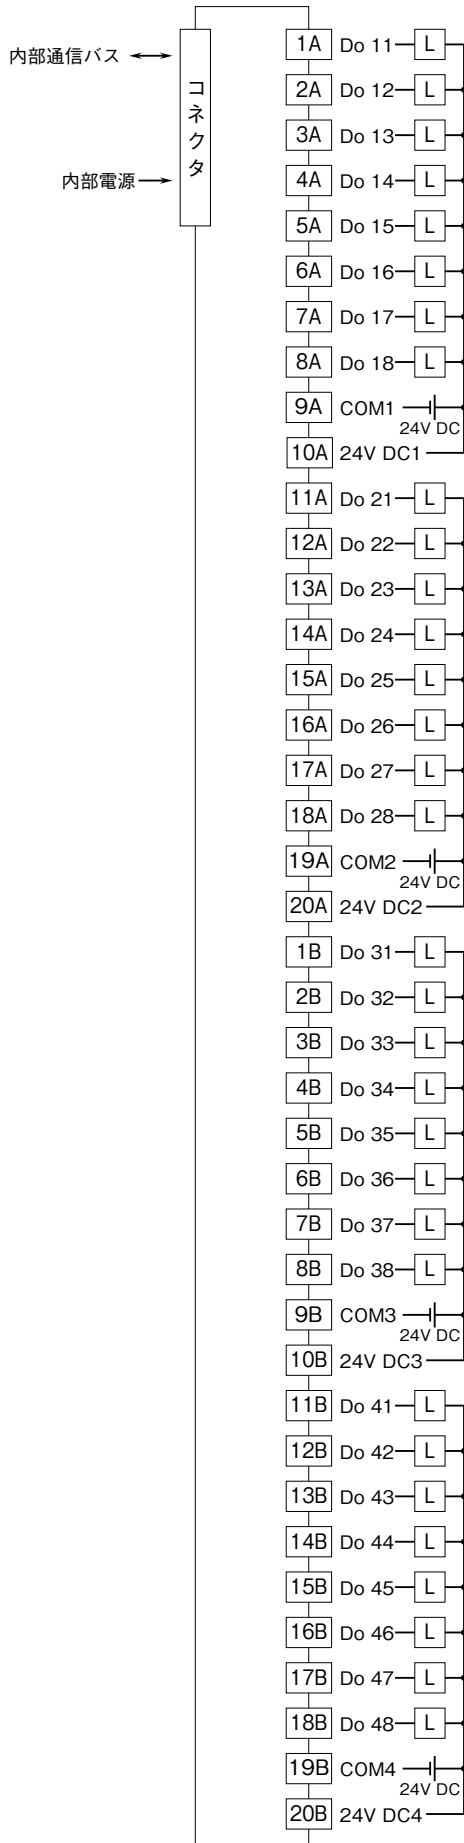 内部通信バス
コネクタ
内部電源
1A Do 11 L
2A Do 12 L
3A Do 13 L
4A Do 14 L
5A Do 15 L
6A Do 16 L
7A Do 17 L
8A Do 18 L
9A COM1
24V DC
10A 24V DC1
11A Do 21 L
12A Do 22 L
13A Do 23 L
14A Do 24 L
15A Do 25 L
16A Do 26 L
17A Do 27 L
18A Do 28 L
19A COM2
24V DC
20A 24V DC2
1B Do 31 L
2B Do 32 L
3B Do 33 L
4B Do 34 L
5B Do 35 L
6B Do 36 L
7B Do 37 L
8B Do 38 L
9B COM3
24V DC
10B 24V DC3
11B Do 41 L
12B Do 42 L
13B Do 43 L
14B Do 44 L
15B Do 45 L
16B Do 46 L
17B Do 47 L
18B Do 48 L
19B COM4
24V DC
20B 24V DC4